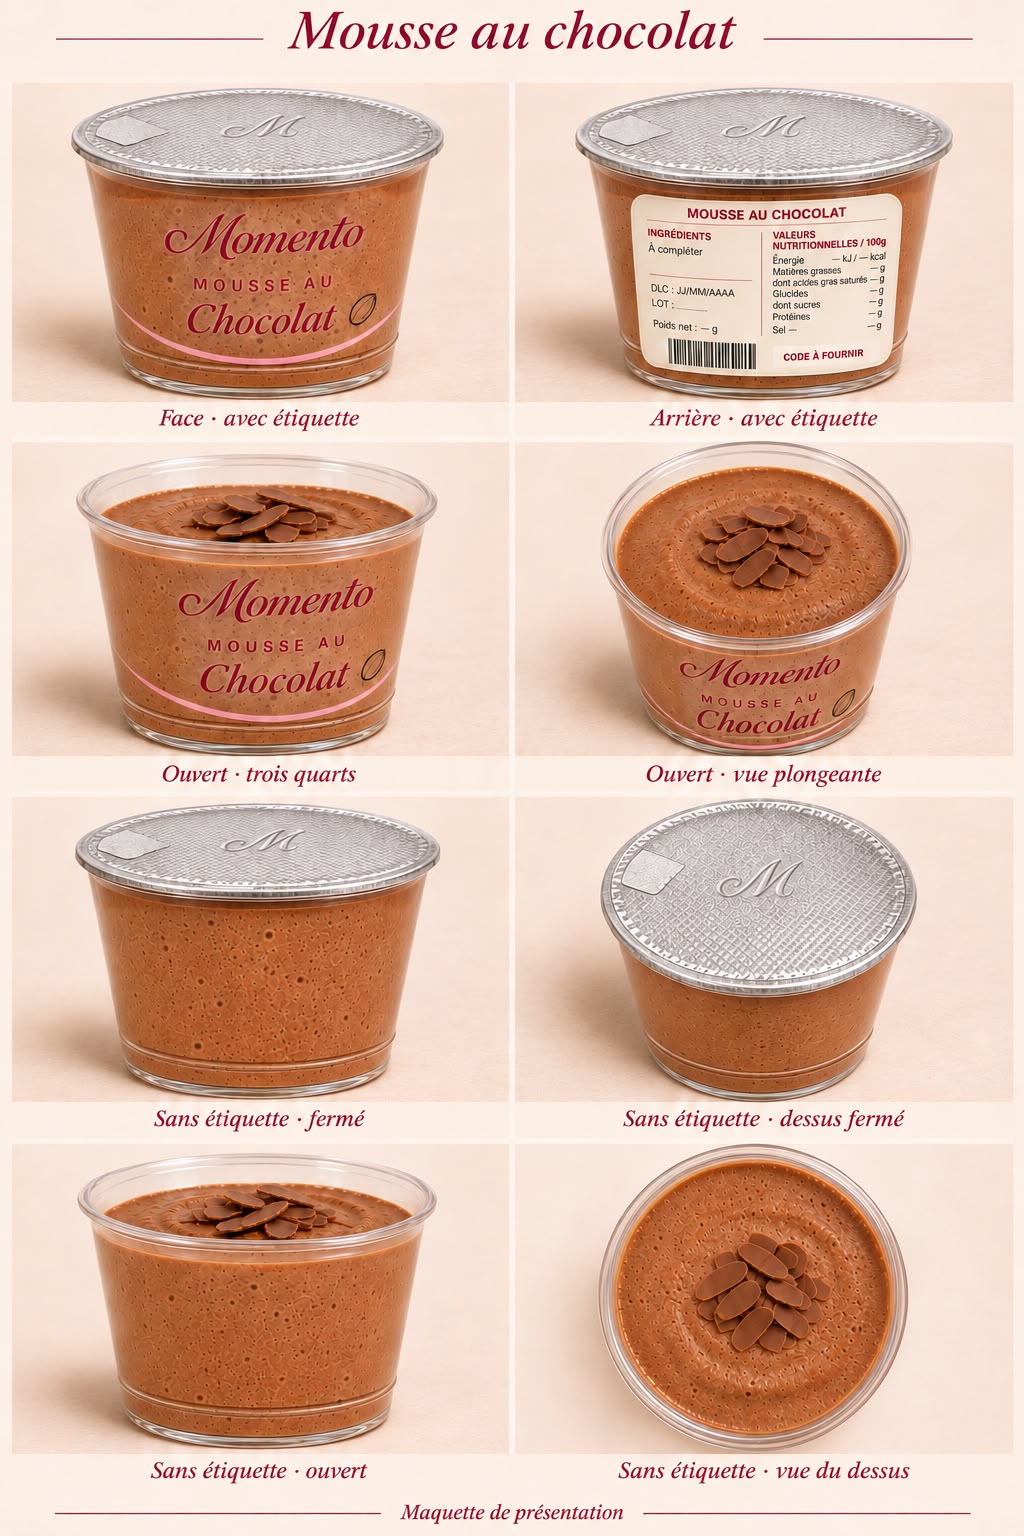 Mousse au chocolat
M
Momento
MOUSSE AU
Chocolat
Face · avec étiquette
M
MOUSSE AU CHOCOLAT
INGRÉDIENTS
À compléter
DLC : JJ/MM/AAAA
LOT :
Poids net : — g
VALEURS
NUTRITIONNELLES / 100g
Énergie — kJ / — kcal
Matières grasses — g
dont acides gras saturés — g
Glucides — g
dont sucres — g
Protéines — g
Sel — — g
CODE À FOURNIR
Arrière · avec étiquette
Momento
MOUSSE AU
Chocolat
Ouvert · trois quarts
Momento
MOUSSE AU
Chocolat
Ouvert · vue plongeante
M
Sans étiquette · fermé
M
Sans étiquette · dessus fermé
Sans étiquette · ouvert
Sans étiquette · vue du dessus
Maquette de présentation